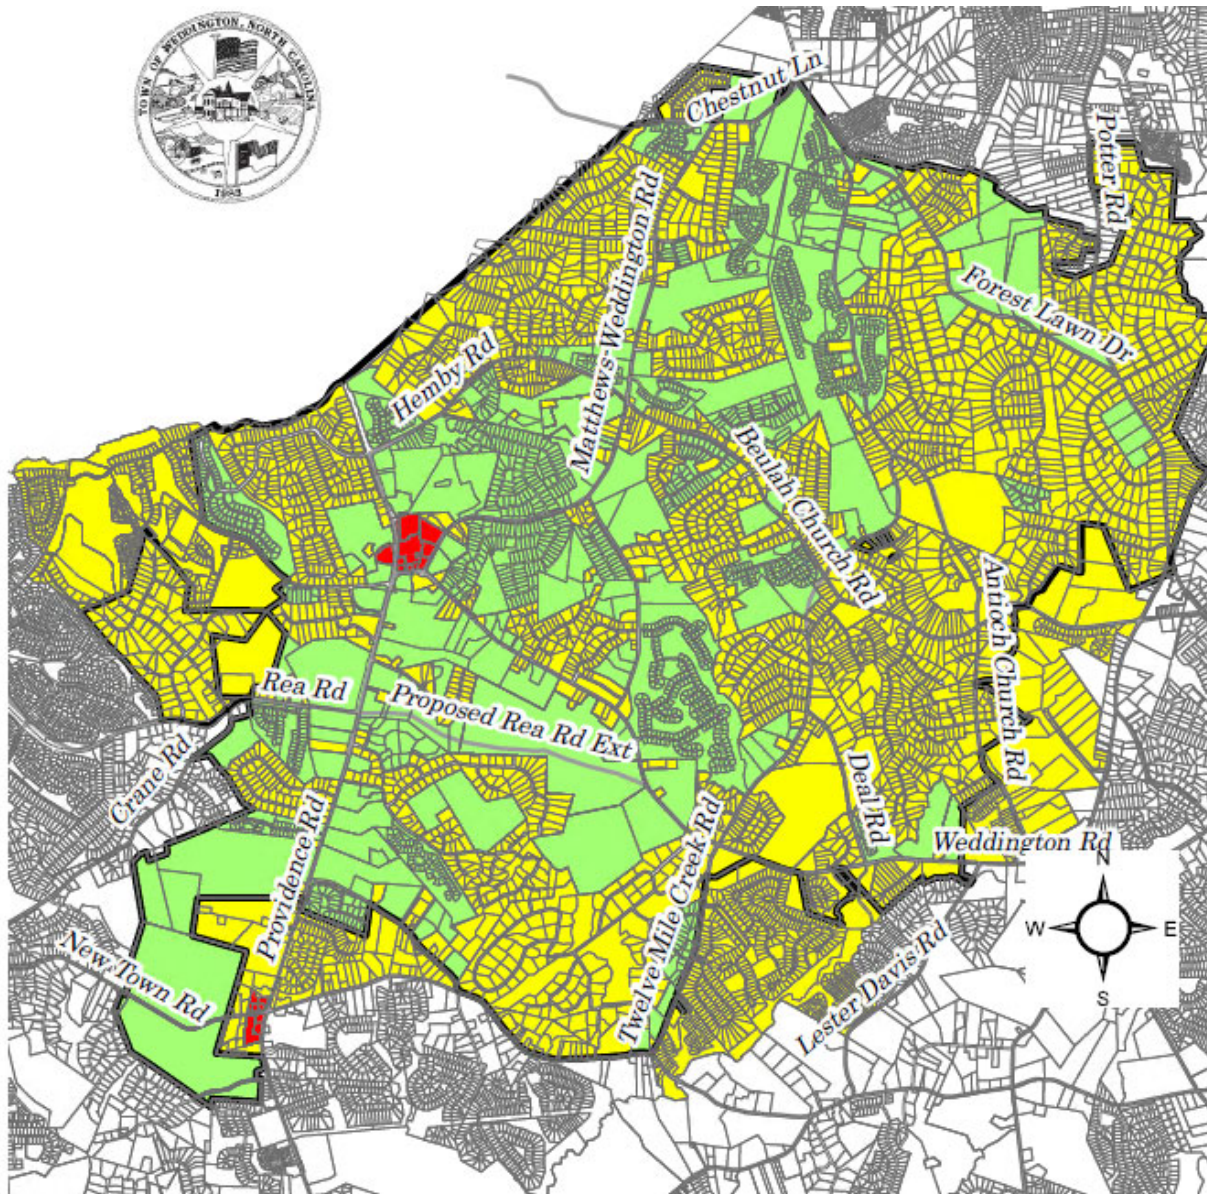 TOWN OF WEDDINGTON, NORTH CAROLINA
1983
Chestnut Ln
Potter Rd
Matthews-Weddington Rd
Forest Lawn Dr
Hemby Rd
Beulah Church Rd
Antioch Church Rd
Rea Rd
Proposed Rea Rd Ext
Crane Rd
Providence Rd
Deal Rd
Twelve Mile Creek Rd
Weddington Rd
New Town Rd
Lester Davis Rd
N
W
E
S